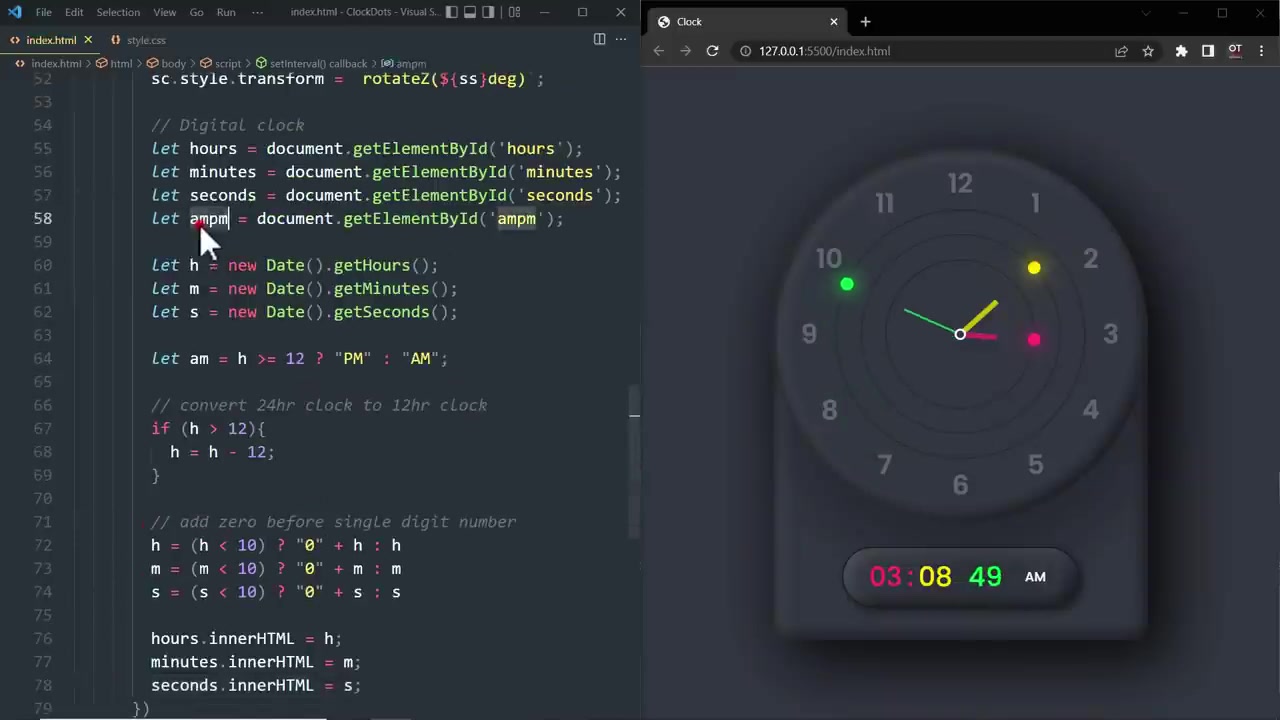 File Edit Selection View Go Run ··· index.html - ClockDots - Visual S...
index.html style.css
index.html > html > body > script > setInterval() callback > ampm
52 sc.style.transform = `rotateZ(${ss}deg)`;
53
54 // Digital clock
55 let hours = document.getElementById('hours');
56 let minutes = document.getElementById('minutes');
57 let seconds = document.getElementById('seconds');
58 let ampm = document.getElementById('ampm');
59
60 let h = new Date().getHours();
61 let m = new Date().getMinutes();
62 let s = new Date().getSeconds();
63
64 let am = h >= 12 ? "PM" : "AM";
65
66 // convert 24hr clock to 12hr clock
67 if (h > 12){
68 h = h - 12;
69 }
70
71 // add zero before single digit number
72 h = (h < 10) ? "0" + h : h
73 m = (m < 10) ? "0" + m : m
74 s = (s < 10) ? "0" + s : s
75
76 hours.innerHTML = h;
77 minutes.innerHTML = m;
78 seconds.innerHTML = s;
79 })
Clock
127.0.0.1:5500/index.html
OT
12
11 1
10 2
9 3
8 4
7 5
6
03:08 49 AM